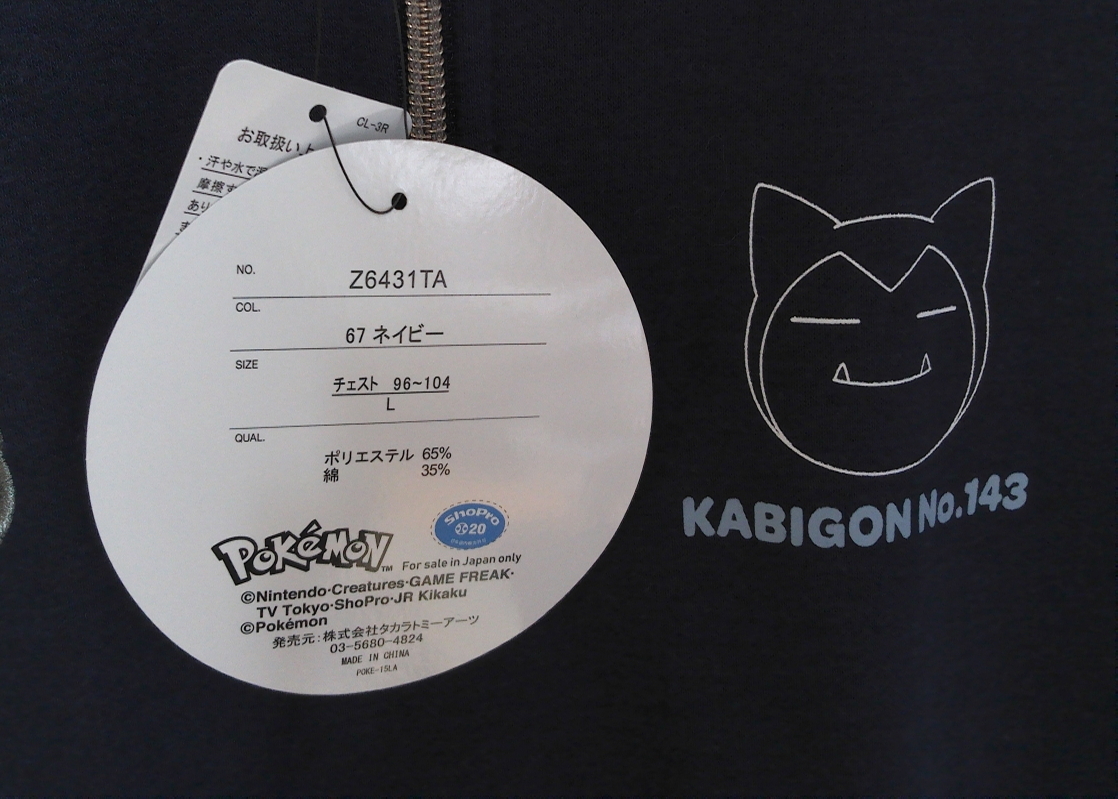 CL-3R
お取扱い
・汗や水で
摩擦
あり
NO.
Z6431TA
COL.
67 ネイビー
SIZE
チェスト 96~104
L
QUAL.
ポリエステル 65%
綿 35%
ShoPro
20
POKéMON TM For sale in Japan only
©Nintendo・Creatures・GAME FREAK・
TV Tokyo・ShoPro・JR Kikaku
©Pokémon
発売元:株式会社タカラトミーアーツ
03-5680-4824
MADE IN CHINA
POKE-15LA
KABIGON No.143